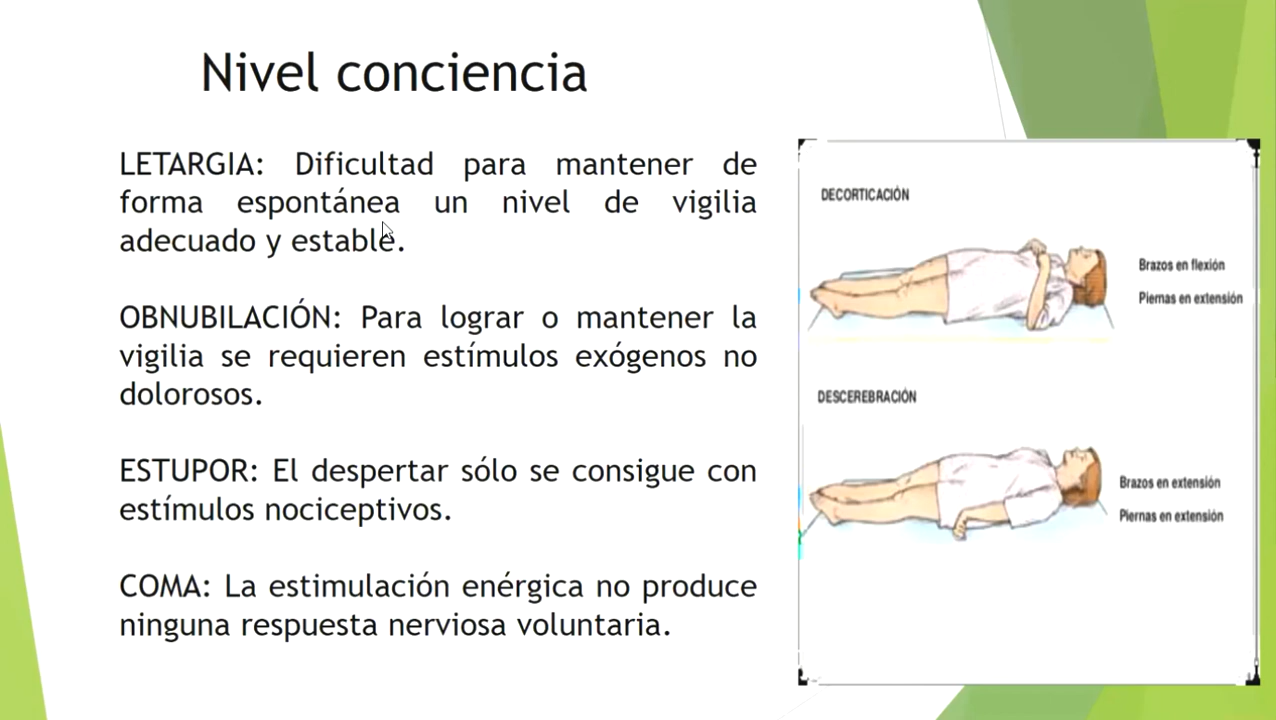 Nivel conciencia
LETARGIA: Dificultad para mantener de
forma espontánea un nivel de vigilia
adecuado y estable.
OBNUBILACIÓN: Para lograr o mantener la
vigilia se requieren estímulos exógenos no
dolorosos.
ESTUPOR: El despertar sólo se consigue con
estímulos nociceptivos.
COMA: La estimulación enérgica no produce
ninguna respuesta nerviosa voluntaria.
DECORTICACIÓN
Brazos en flexión
Piernas en extensión
DESCEREBRACIÓN
Brazos en extensión
Piernas en extensión